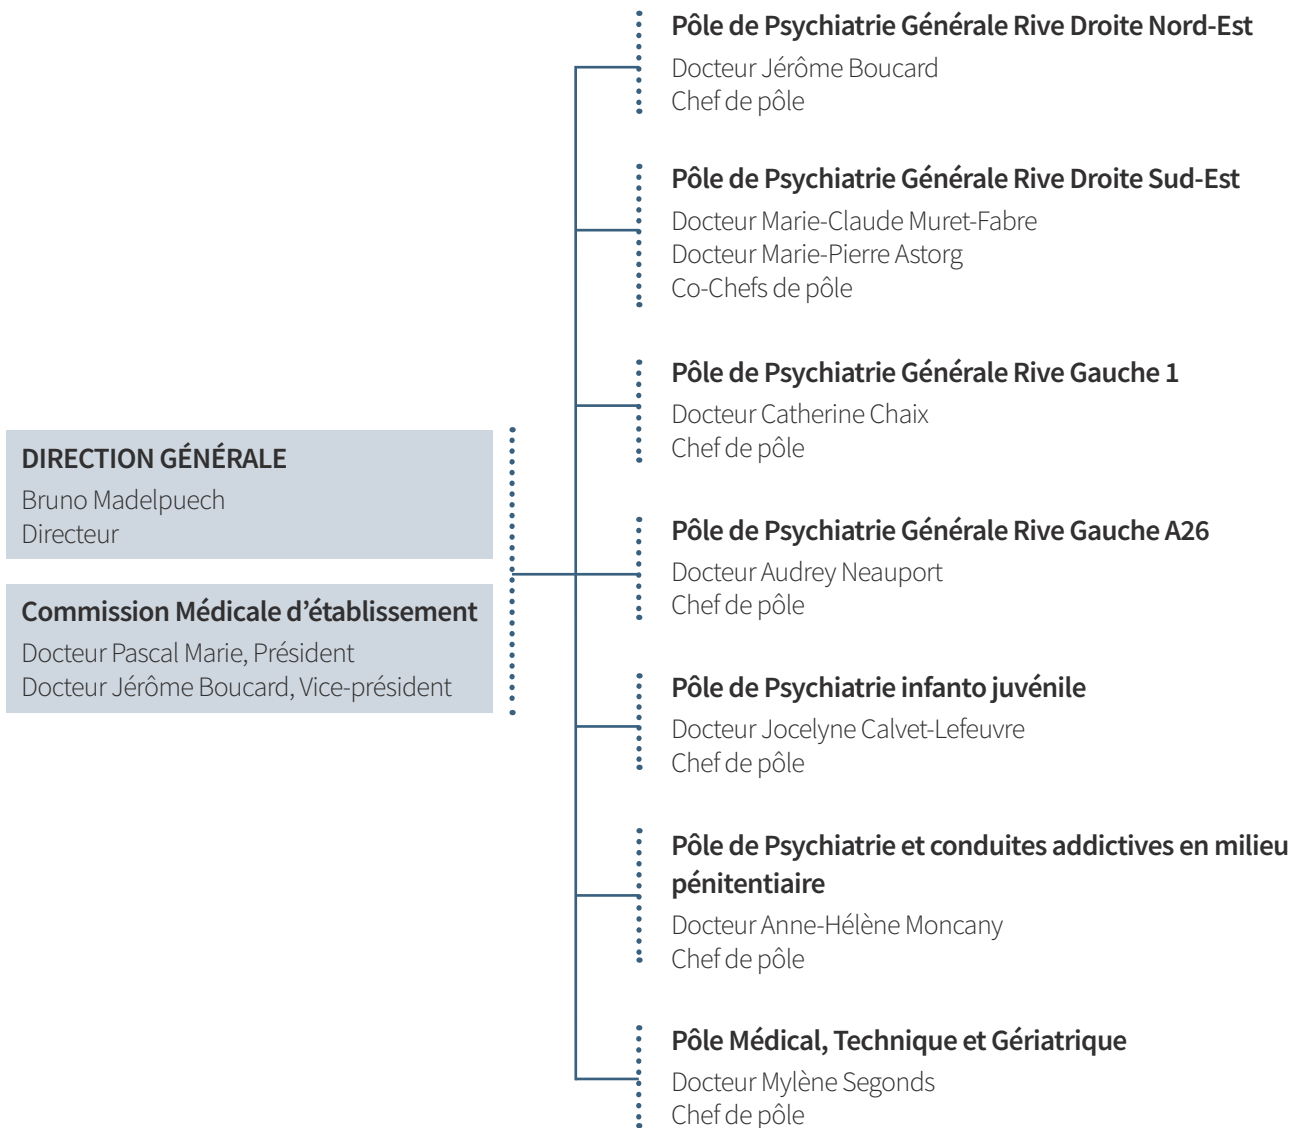 DIRECTION GÉNÉRALE
Bruno Madelpuech
Directeur
Commission Médicale d’établissement
Docteur Pascal Marie, Président
Docteur Jérôme Boucard, Vice-président
Pôle de Psychiatrie Générale Rive Droite Nord-Est
Docteur Jérôme Boucard
Chef de pôle
Pôle de Psychiatrie Générale Rive Droite Sud-Est
Docteur Marie-Claude Muret-Fabre
Docteur Marie-Pierre Astorg
Co-Chefs de pôle
Pôle de Psychiatrie Générale Rive Gauche 1
Docteur Catherine Chaix
Chef de pôle
Pôle de Psychiatrie Générale Rive Gauche A26
Docteur Audrey Neauport
Chef de pôle
Pôle de Psychiatrie infanto juvénile
Docteur Jocelyne Calvet-Lefeuvre
Chef de pôle
Pôle de Psychiatrie et conduites addictives en milieu
pénitentiaire
Docteur Anne-Hélène Moncany
Chef de pôle
Pôle Médical, Technique et Gériatrique
Docteur Mylène Segonds
Chef de pôle